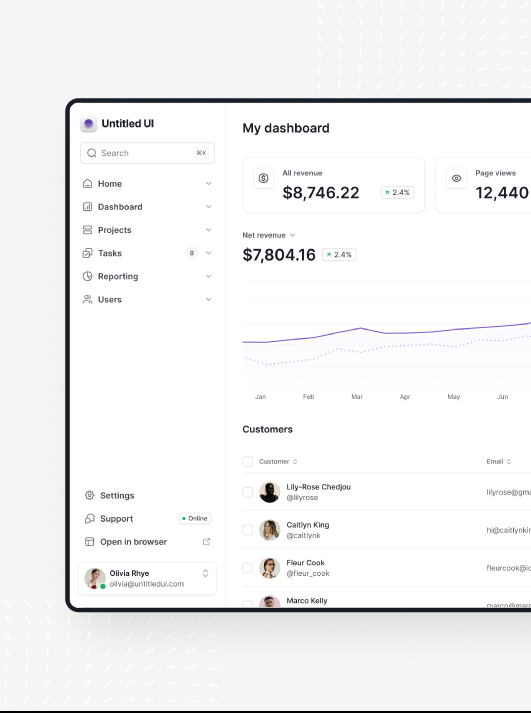 Untitled UI
Search
⌘K
Home
Dashboard
Projects
Tasks
8
Reporting
Users
Settings
Support
Online
Open in browser
Olivia Rhye
olivia@untitledui.com
My dashboard
All revenue
$8,746.22
2.4%
Page views
12,440
Net revenue
$7,804.16
2.4%
Jan Feb Mar Apr May Jun
Customers
Customer Email
Lily-Rose Chedjou
@lilyrose
lilyrose@gma
Caitlyn King
@caitlynk
hi@caitlynkin
Fleur Cook
@fleur_cook
fleurcook@ic
Marco Kelly